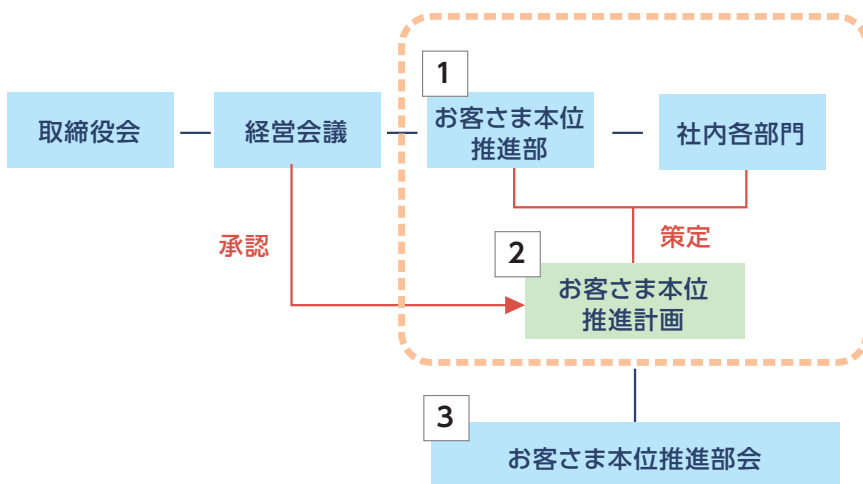 1
取締役会
経営会議
お客さま本位
推進部
社内各部門
承認
策定
2
お客さま本位
推進計画
3
お客さま本位推進部会